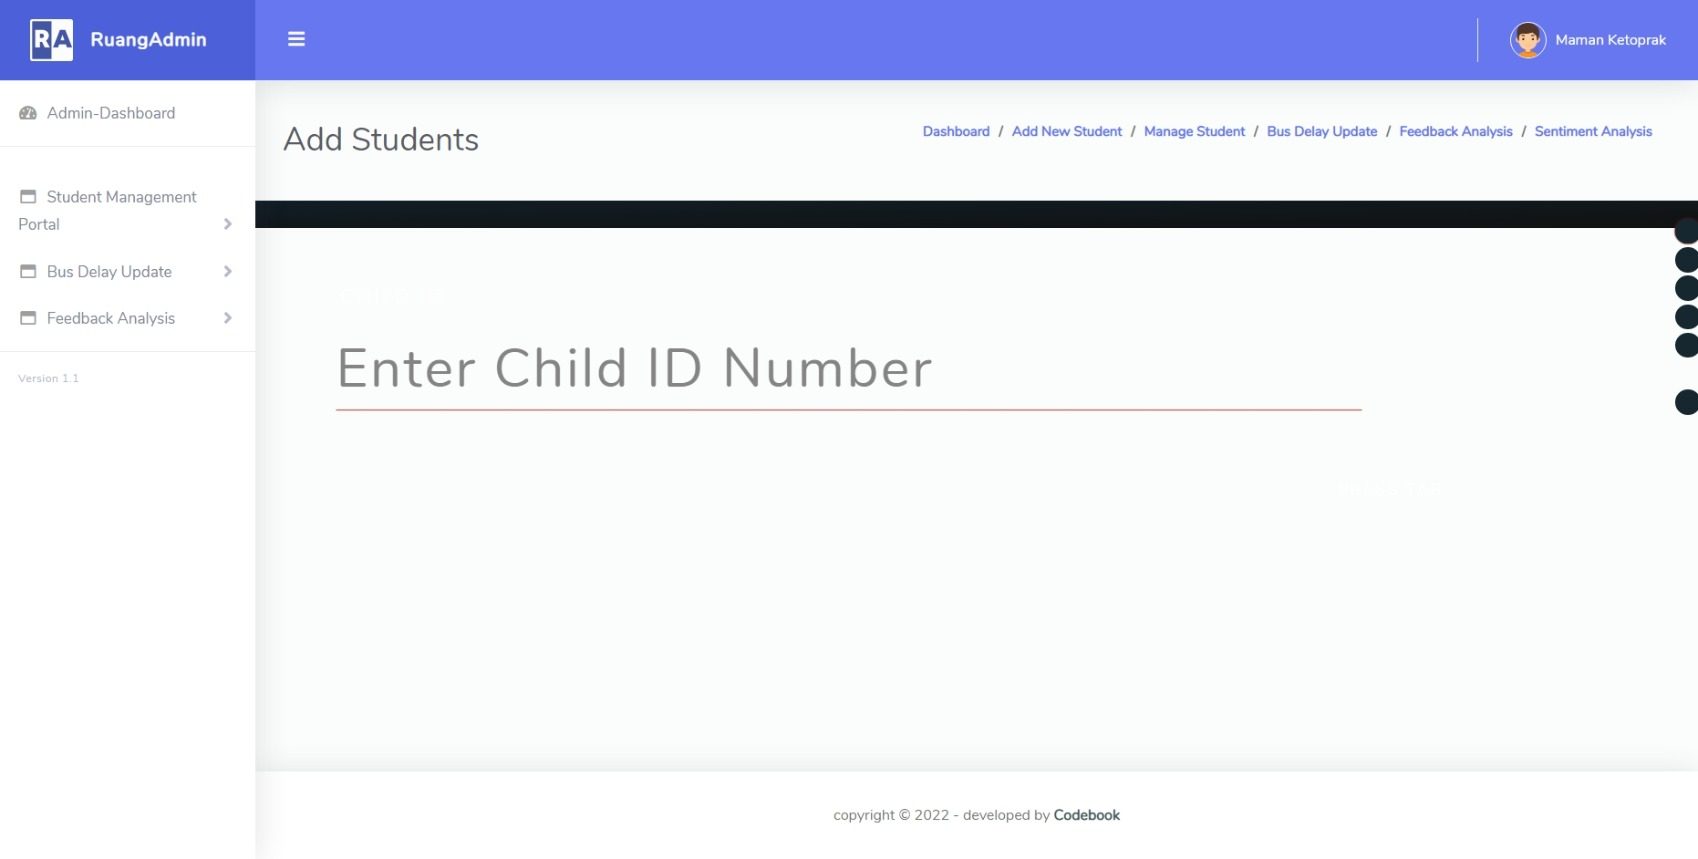 RA RuangAdmin
Maman Ketoprak
Admin-Dashboard
Student Management
Portal
Bus Delay Update
Feedback Analysis
Version 1.1
Add Students
Dashboard / Add New Student / Manage Student / Bus Delay Update / Feedback Analysis / Sentiment Analysis
Enter Child ID Number
copyright © 2022 - developed by Codebook